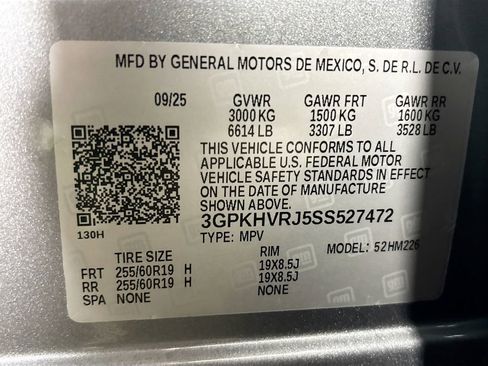 MFD BY GENERAL MOTORS DE MEXICO, S. DE R.L. DE C.V.
09/25 GVWR GAWR FRT GAWR RR
3000 KG 1500 KG 1600 KG
6614 LB 3307 LB 3528 LB
THIS VEHICLE CONFORMS TO ALL
APPLICABLE U.S. FEDERAL MOTOR
VEHICLE SAFETY STANDARDS IN EFFECT
ON THE DATE OF MANUFACTURE
SHOWN ABOVE.
3GPKHVRJ5SS527472
130H TYPE: MPV MODEL: 52HM226
TIRE SIZE RIM
FRT 255/60R19 H 19X8.5J
RR 255/60R19 H 19X8.5J
SPA NONE NONE